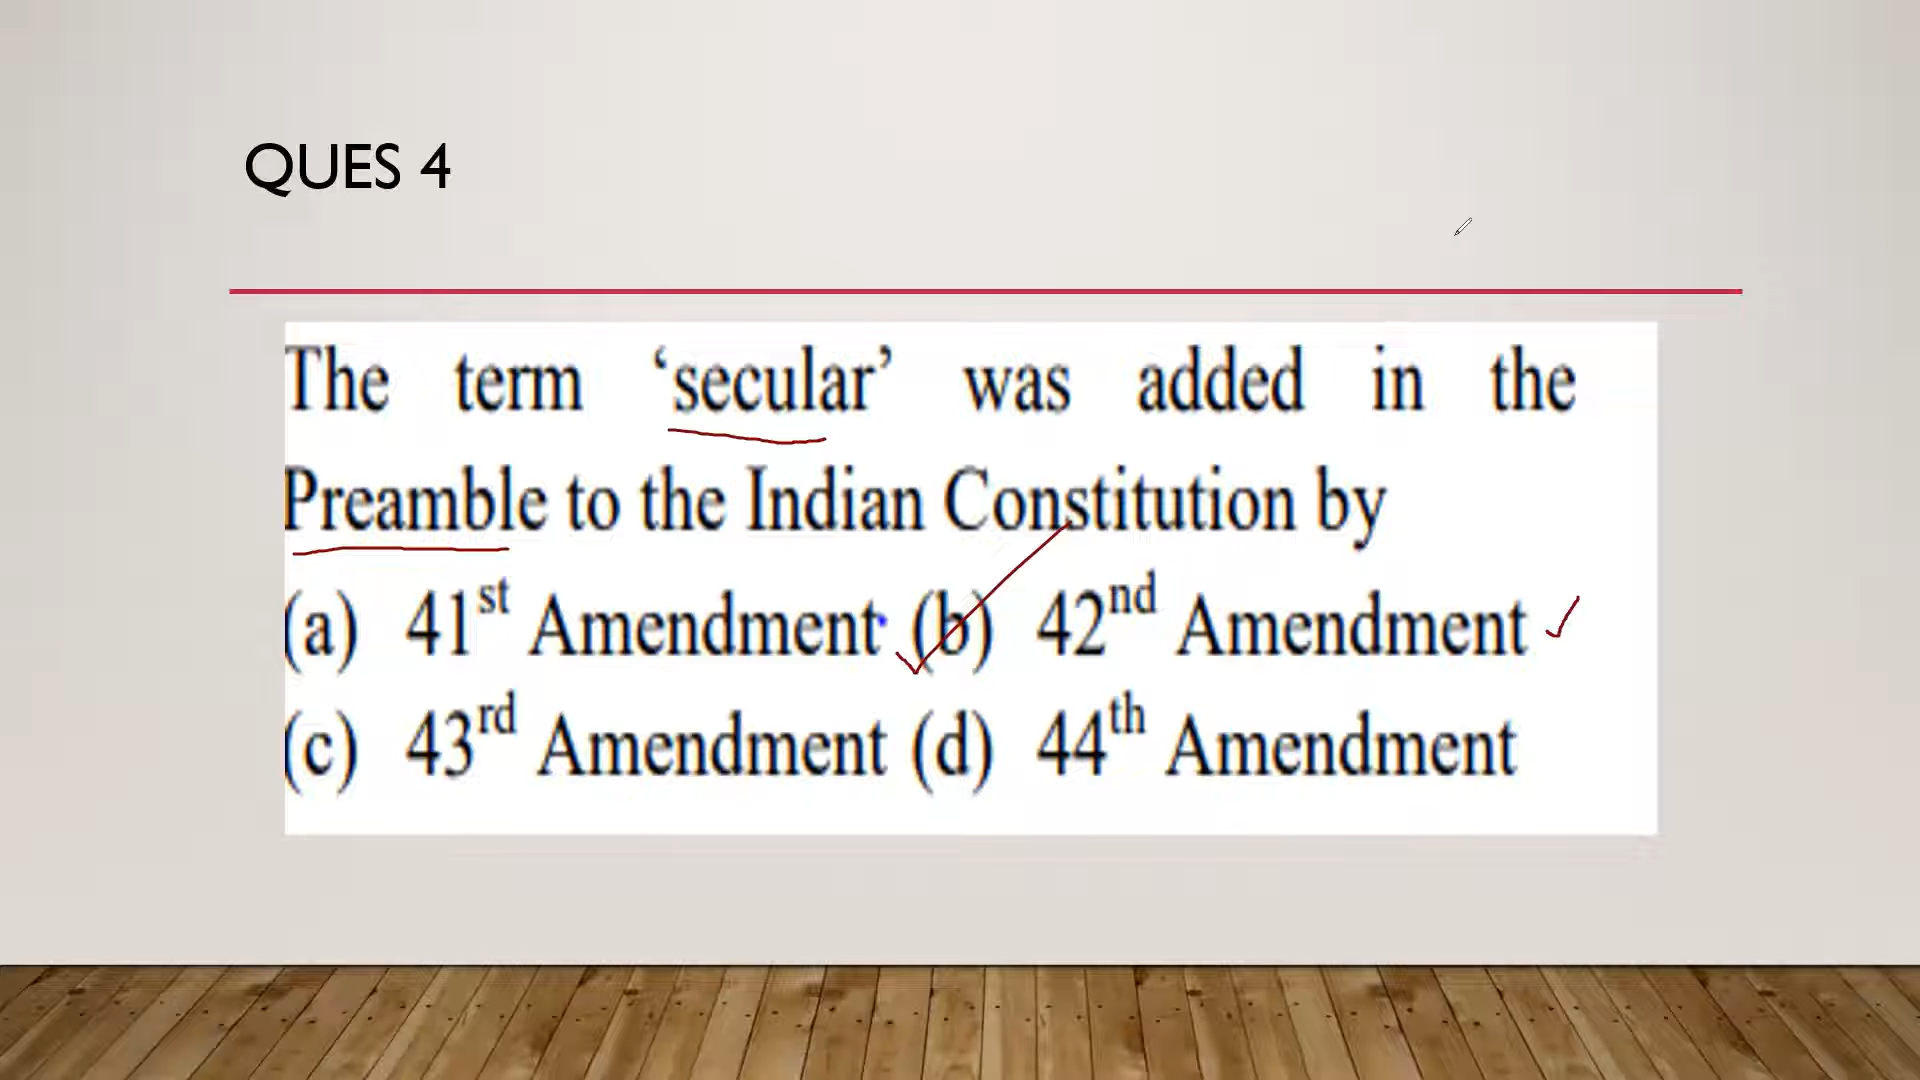 QUES 4
The term ‘secular’ was added in the
Preamble to the Indian Constitution by
(a) 41st Amendment (b) 42nd Amendment
(c) 43rd Amendment (d) 44th Amendment